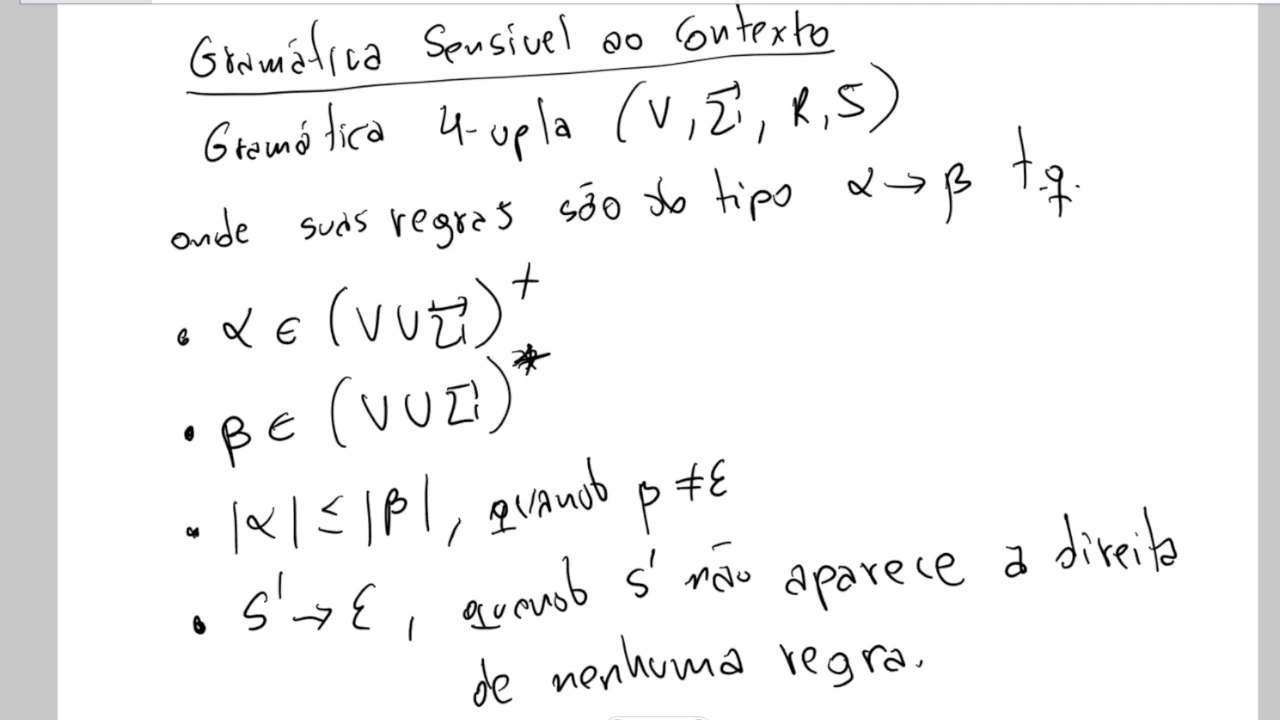 Gramática Sensível ao Contexto
Gramática 4-upla (V, Σ, R, S)
onde suas regras são do tipo α → β t.q.
• α ∈ (V ∪ Σ)⁺
• β ∈ (V ∪ Σ)*
• |α| ≤ |β|, quando β ≠ ε
• S' → ε, quando S' não aparece a direita
de nenhuma regra.